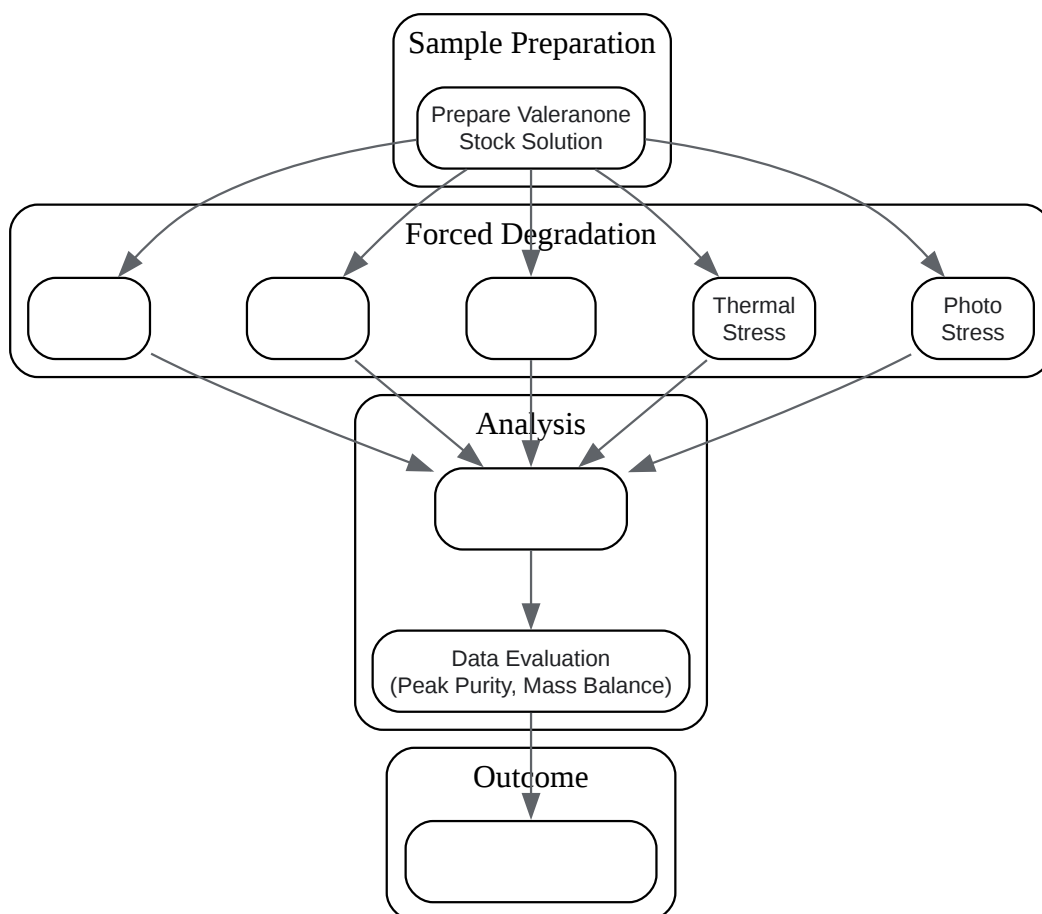 Sample Preparation
Prepare Valeranone
Stock Solution
Forced Degradation
Thermal
Stress
Photo
Stress
Analysis
Data Evaluation
(Peak Purity, Mass Balance)
Outcome